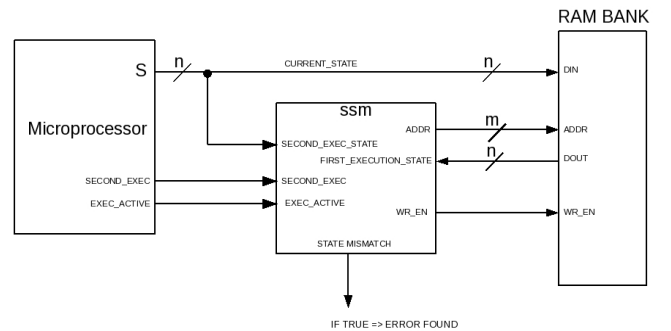 RAM BANK
S
n
CURRENT_STATE
n
DIN
ssm
Microprocessor
ADDR
m
ADDR
SECOND_EXEC_STATE
FIRST_EXECUTION_STATE
n
DOUT
SECOND_EXEC
SECOND_EXEC
EXEC_ACTIVE
EXEC_ACTIVE
WR_EN
WR_EN
STATE MISMATCH
IF TRUE => ERROR FOUND